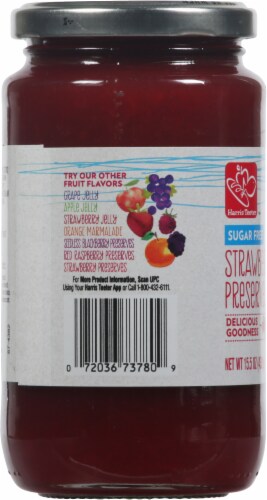 TRY OUR OTHER
FRUIT FLAVORS
GRAPE JELLY
APPLE JELLY
STRAWBERRY JELLY
ORANGE MARMALADE
SEEDLESS BLACKBERRY PRESERVES
RED RASPBERRY PRESERVES
STRAWBERRY PRESERVES
For More Product Information, Scan UPC
Using Your Harris Teeter App or Call 1-800-432-6111.
0 72036 73780 9
Harris Teeter
SUGAR FREE
STRAWB
PRESER
DELICIOUS
GOODNESS
NET WT 15.5 OZ